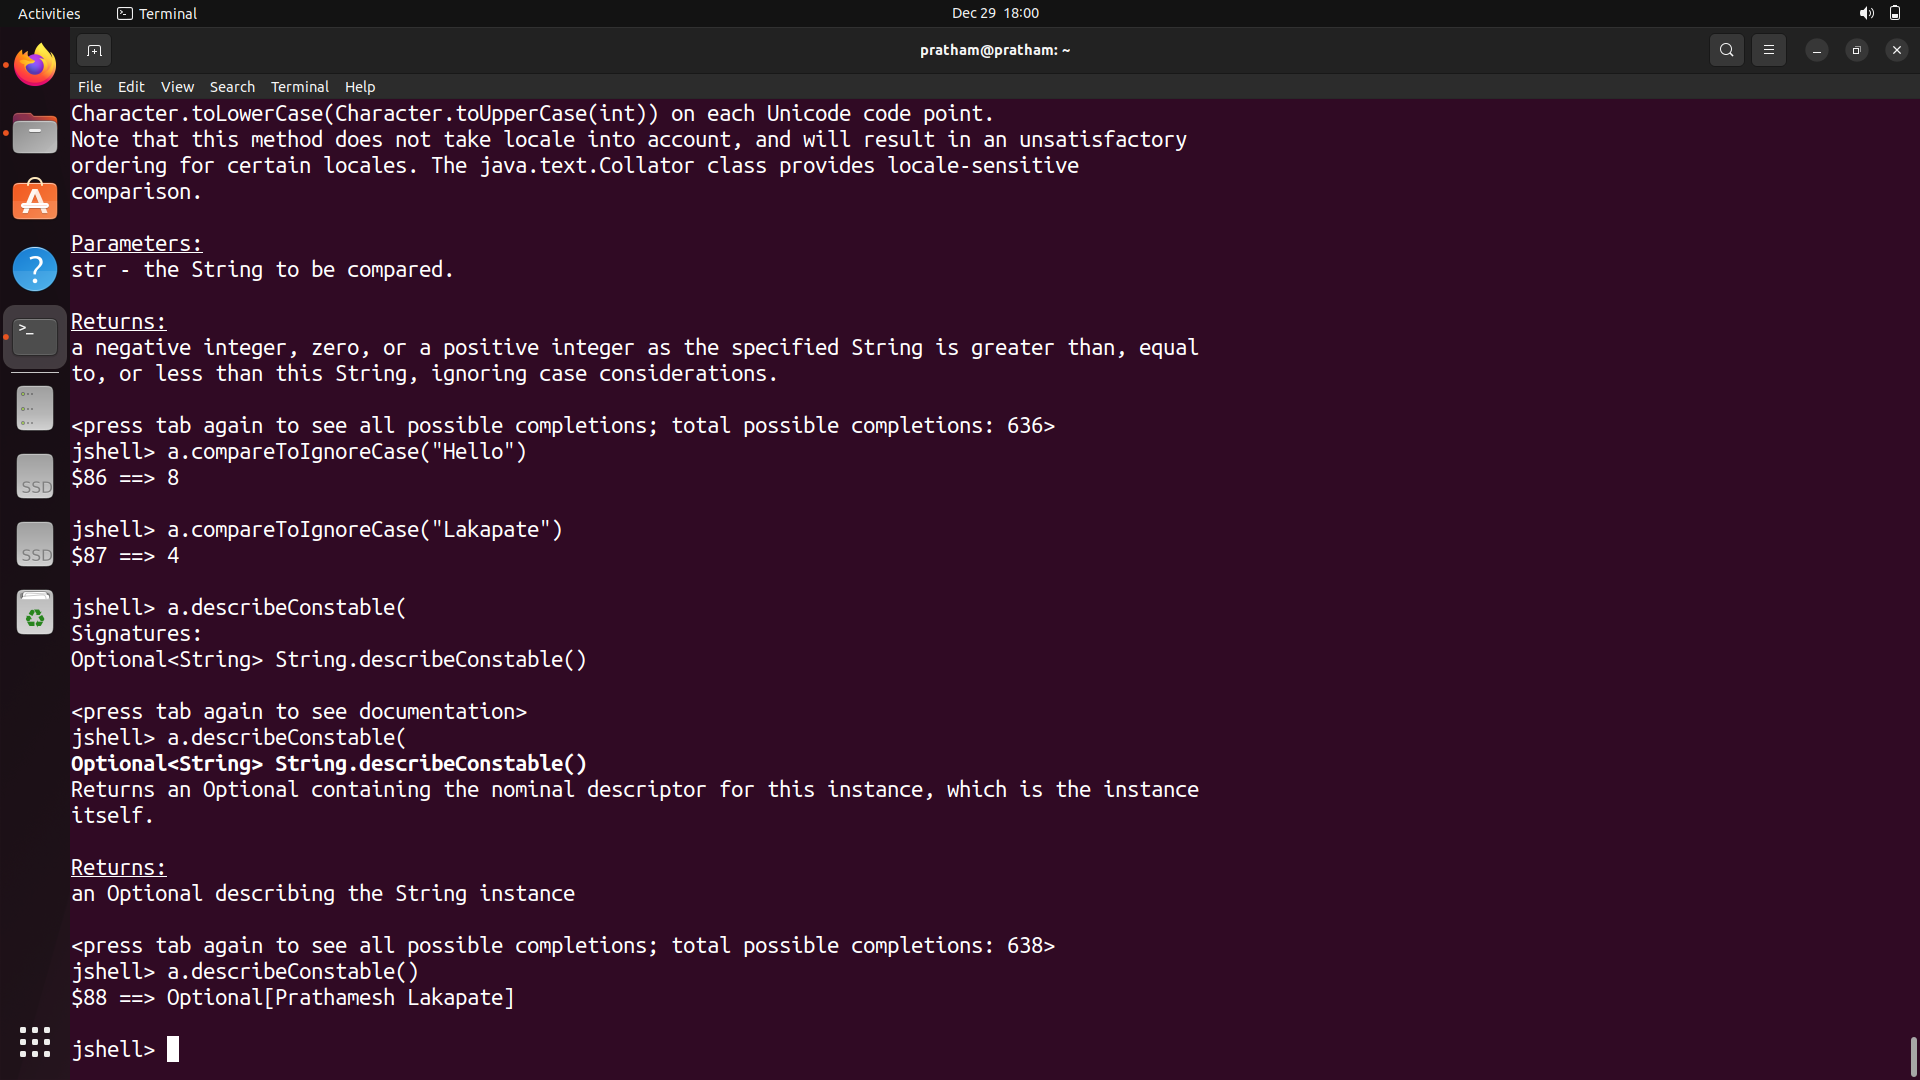 Activities
Terminal
Dec 29 18:00
pratham@pratham: ~
File Edit View Search Terminal Help
Character.toLowerCase(Character.toUpperCase(int)) on each Unicode code point.
Note that this method does not take locale into account, and will result in an unsatisfactory
ordering for certain locales. The java.text.Collator class provides locale-sensitive
comparison.
Parameters:
str - the String to be compared.
Returns:
a negative integer, zero, or a positive integer as the specified String is greater than, equal
to, or less than this String, ignoring case considerations.
<press tab again to see all possible completions; total possible completions: 636>
jshell> a.compareToIgnoreCase("Hello")
$86 ==> 8
jshell> a.compareToIgnoreCase("Lakapate")
$87 ==> 4
jshell> a.describeConstable(
Signatures:
Optional<String> String.describeConstable()
<press tab again to see documentation>
jshell> a.describeConstable(
Optional<String> String.describeConstable()
Returns an Optional containing the nominal descriptor for this instance, which is the instance
itself.
Returns:
an Optional describing the String instance
<press tab again to see all possible completions; total possible completions: 638>
jshell> a.describeConstable()
$88 ==> Optional[Prathamesh Lakapate]
jshell>
SSD
SSD